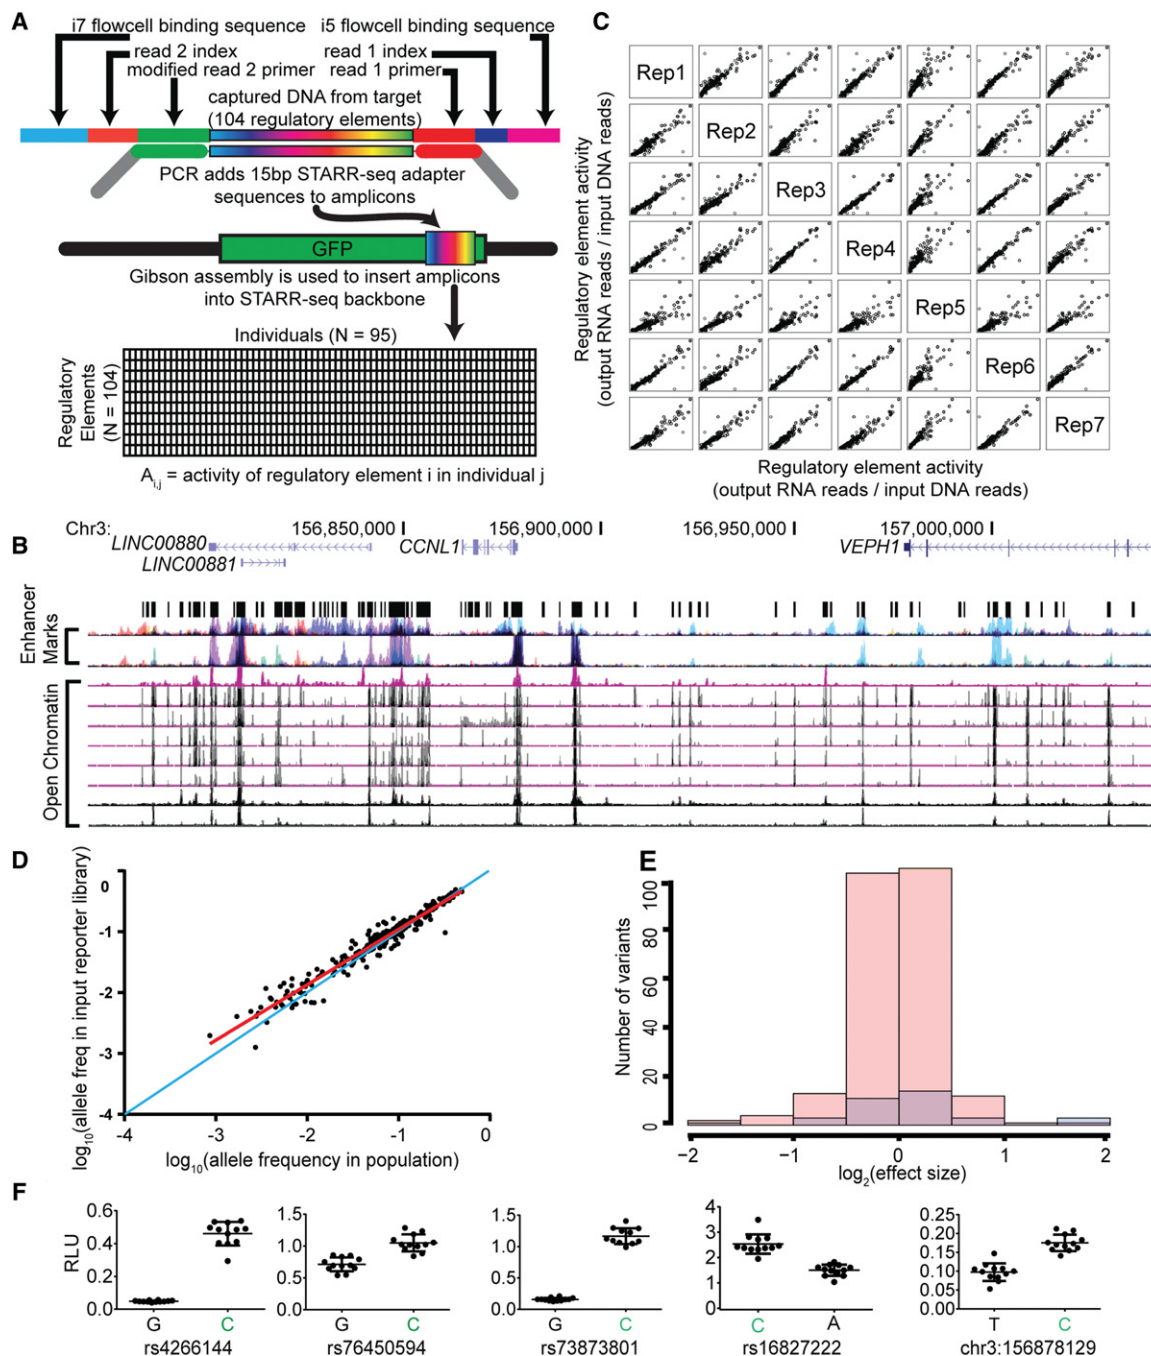 A
i7 flowcell binding sequence
i5 flowcell binding sequence
read 2 index
read 1 index
modified read 2 primer
read 1 primer
captured DNA from target
(104 regulatory elements)
PCR adds 15bp STARR-seq adapter
sequences to amplicons
GFP
Gibson assembly is used to insert amplicons
into STARR-seq backbone
Individuals (N = 95)
Regulatory
Elements
(N = 104)
A i,j = activity of regulatory element i in individual j
C
Regulatory element activity
(output RNA reads / input DNA reads)
Rep1
Rep2
Rep3
Rep4
Rep5
Rep6
Rep7
Regulatory element activity
(output RNA reads / input DNA reads)
B
Chr3:
156,850,000
156,900,000
156,950,000
157,000,000
LINC00880
CCNL1
VEPH1
LINC00881
Enhancer
Marks
Open Chromatin
D
log10(allele freq in input reporter library)
0
-1
-2
-3
-4
-4 -3 -2 -1 0
log10(allele frequency in population)
E
Number of variants
100
80
60
40
20
0
−2 −1 0 1 2
log2(effect size)
F
RLU
0.6
0.4
0.2
0.0
G C
rs4266144
1.5
1.0
0.5
0.0
G C
rs76450594
1.5
1.0
0.5
0.0
G C
rs73873801
4
3
2
1
0
C A
rs16827222
0.25
0.20
0.15
0.10
0.05
0.00
T C
chr3:156878129